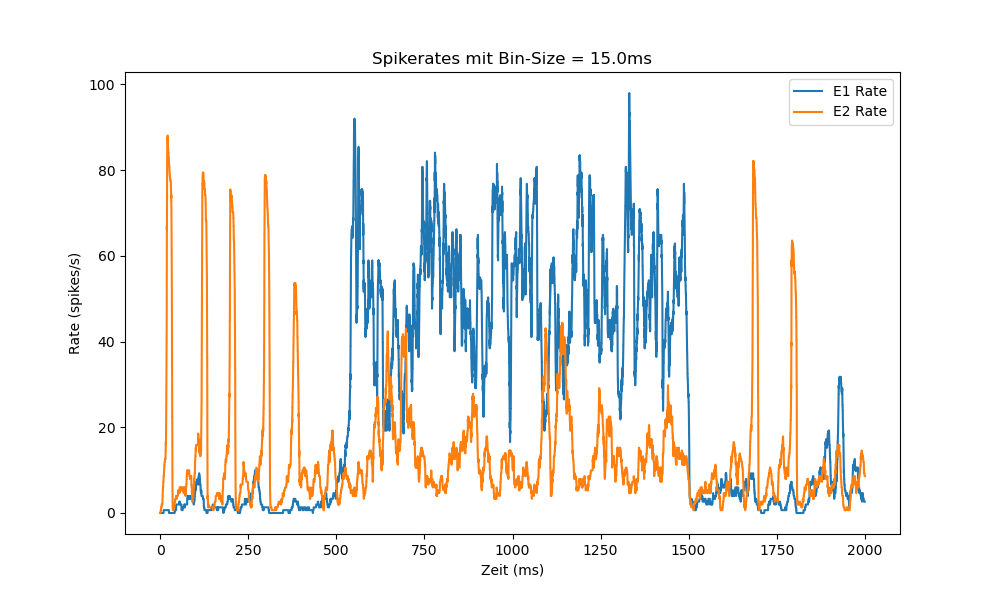 Spikerates mit Bin-Size = 15.0ms
E1 Rate
E2 Rate
Rate (spikes/s)
100
80
60
40
20
0
0 250 500 750 1000 1250 1500 1750 2000
Zeit (ms)